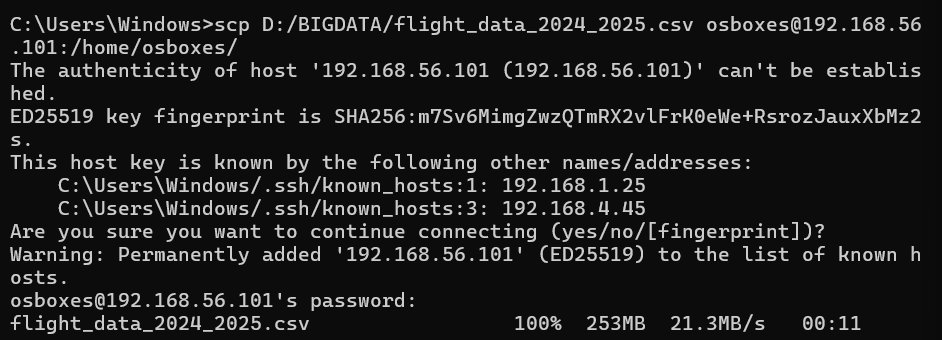 C:\Users\Windows>scp D:/BIGDATA/flight_data_2024_2025.csv osboxes@192.168.56
.101:/home/osboxes/
The authenticity of host '192.168.56.101 (192.168.56.101)' can't be establis
hed.
ED25519 key fingerprint is SHA256:m7Sv6MimgZwzQTmRX2vlFrK0eWe+RsrozJauxXbMz2
s.
This host key is known by the following other names/addresses:
    C:\Users\Windows/.ssh/known_hosts:1: 192.168.1.25
    C:\Users\Windows/.ssh/known_hosts:3: 192.168.4.45
Are you sure you want to continue connecting (yes/no/[fingerprint])?
Warning: Permanently added '192.168.56.101' (ED25519) to the list of known h
osts.
osboxes@192.168.56.101's password:
flight_data_2024_2025.csv                 100%  253MB  21.3MB/s   00:11